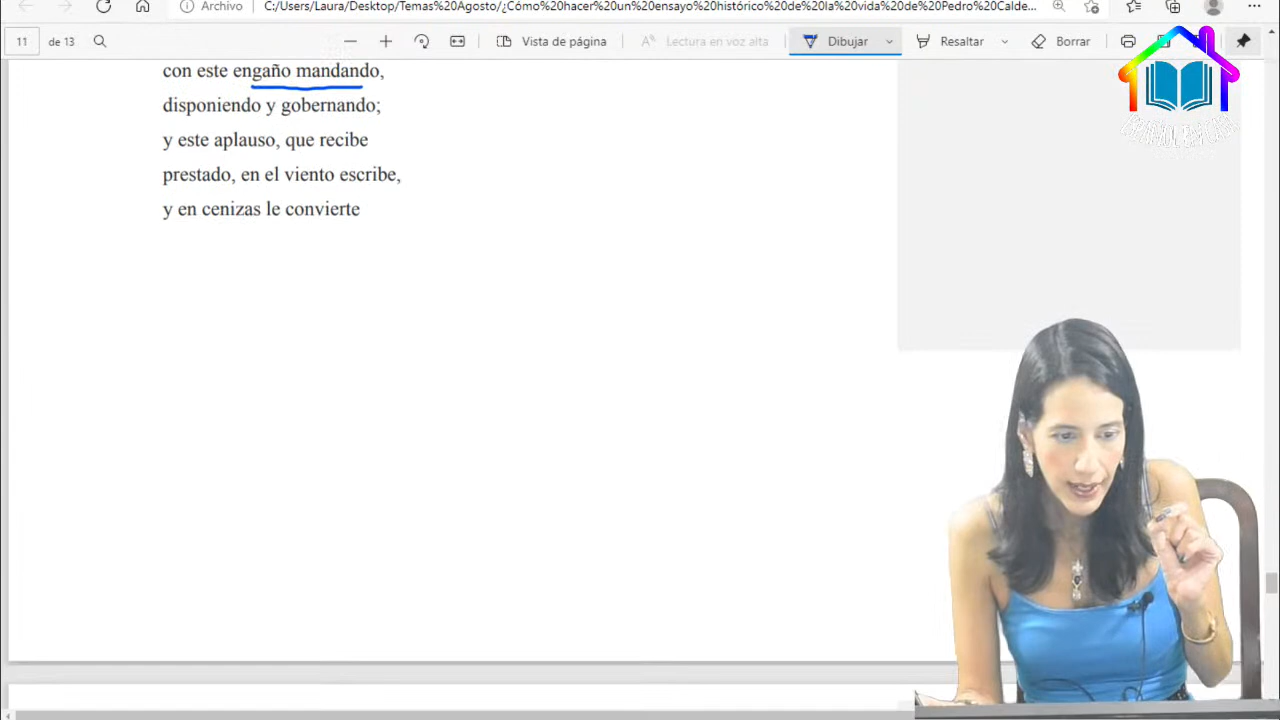 Archivo C:/Users/Laura/Desktop/Temas%20Agosto/¿Cómo%20hacer%20un%20ensayo%20histórico%20de%20la%20vida%20de%20Pedro%20Calde...
11 de 13 Vista de página Lectura en voz alta Dibujar Resaltar Borrar
con este engaño mandando,
disponiendo y gobernando;
y este aplauso, que recibe
prestado, en el viento escribe,
y en cenizas le convierte